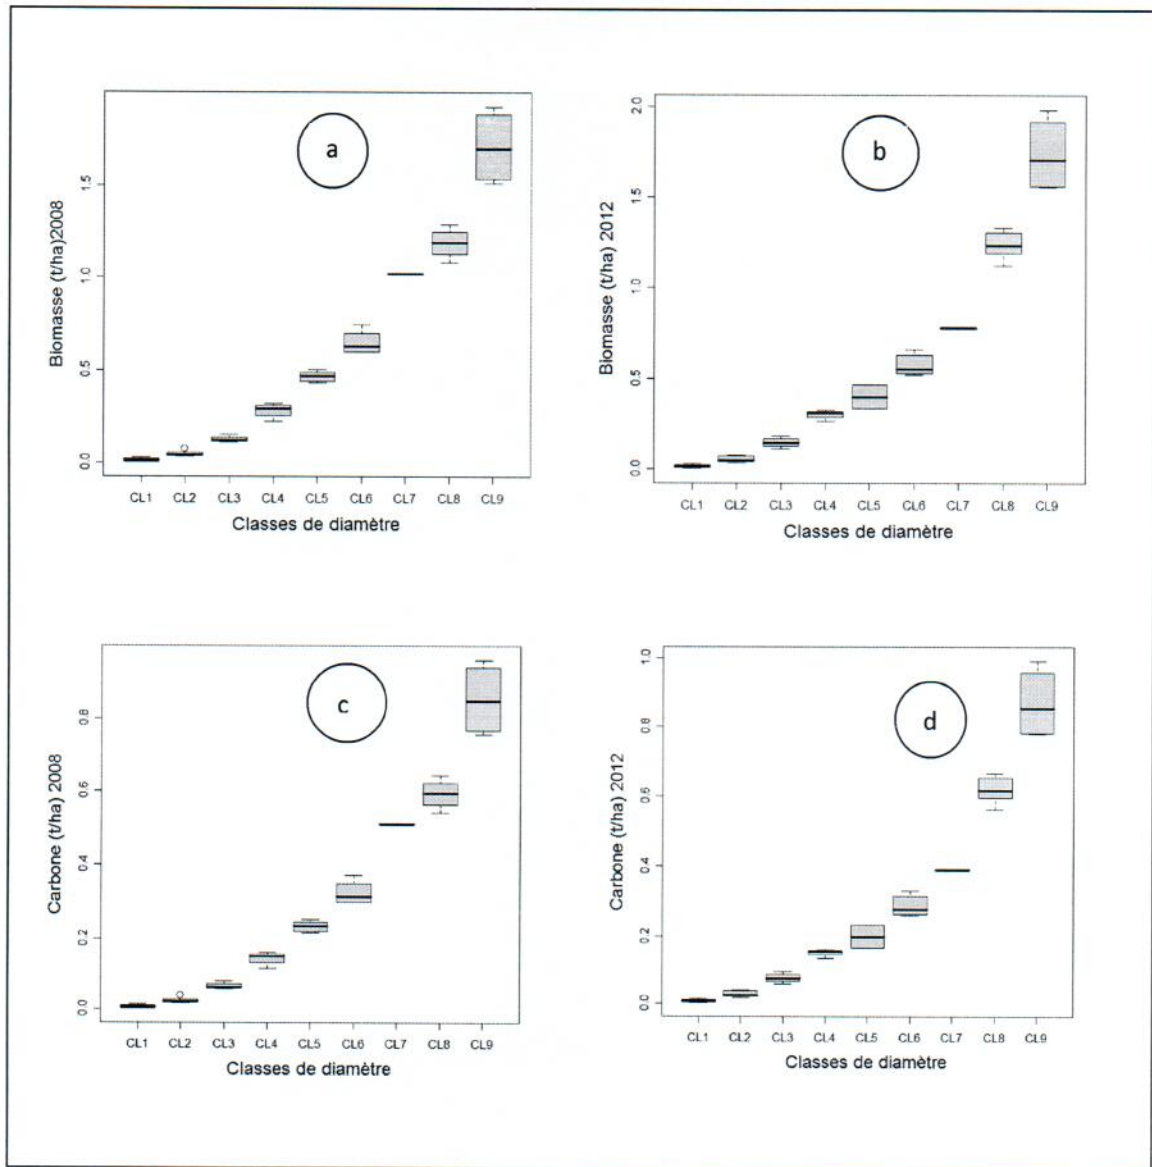 a
Biomasse (t/ha)2008
0.0 0.5 1.0 1.5
CL1 CL2 CL3 CL4 CL5 CL6 CL7 CL8 CL9
Classes de diamètre
b
Biomasse (t/ha) 2012
0.0 0.5 1.0 1.5 2.0
CL1 CL2 CL3 CL4 CL5 CL6 CL7 CL8 CL9
Classes de diamètre
c
Carbone (t/ha) 2008
0.0 0.2 0.4 0.6 0.8
CL1 CL2 CL3 CL4 CL5 CL6 CL7 CL8 CL9
Classes de diamètre
d
Carbone (t/ha) 2012
0.0 0.2 0.4 0.6 0.8 1.0
CL1 CL2 CL3 CL4 CL5 CL6 CL7 CL8 CL9
Classes de diamètre